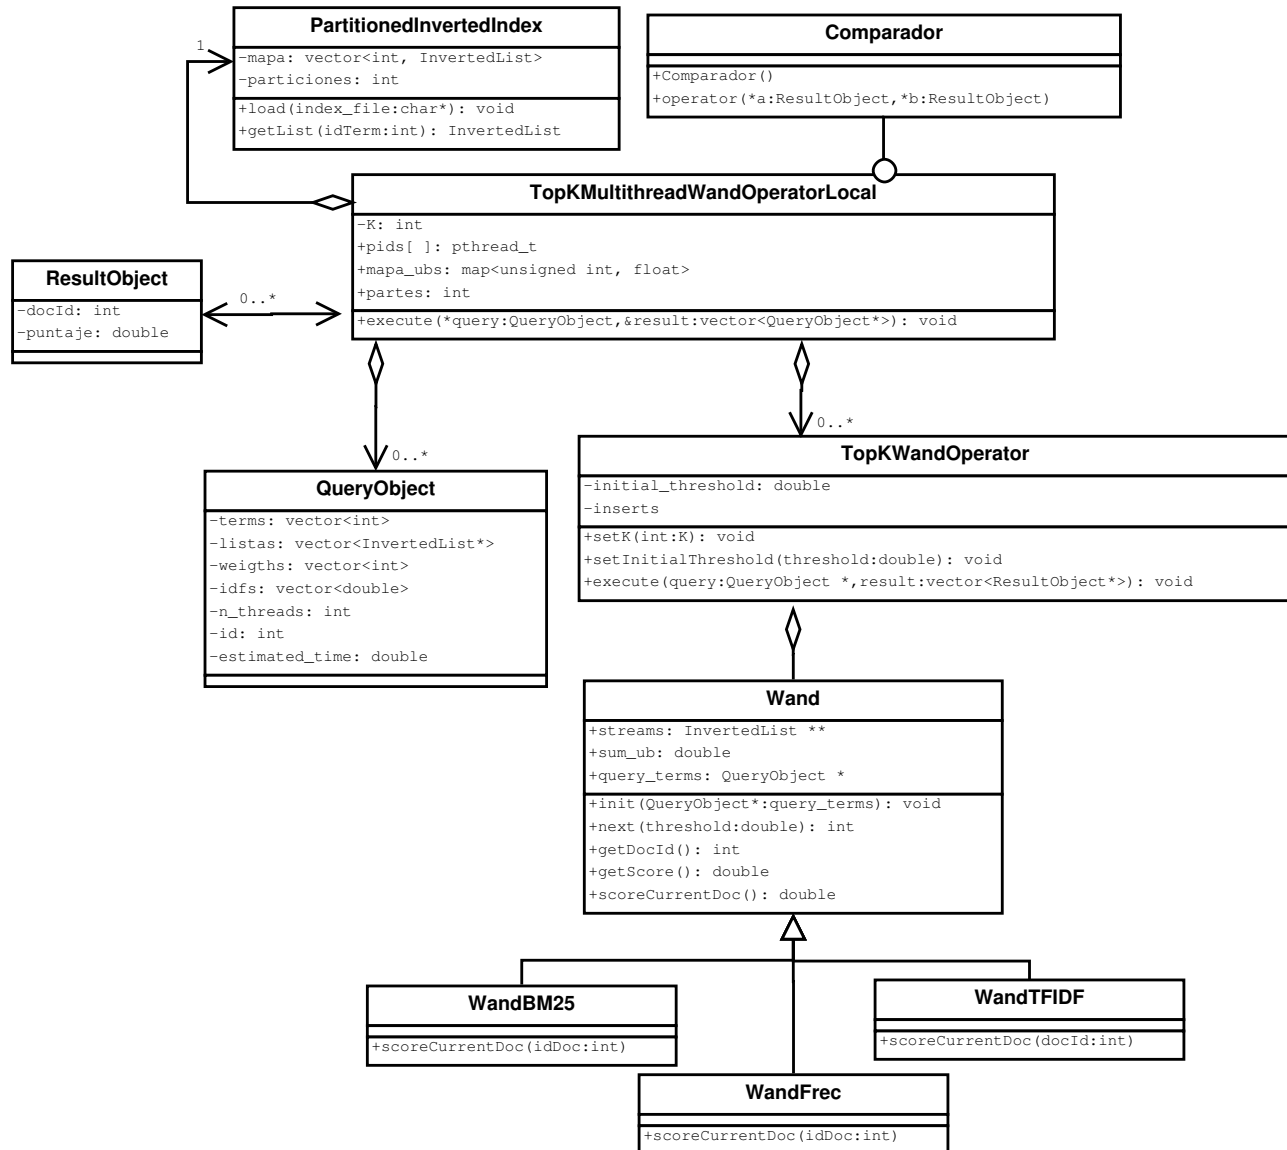 PartitionedInvertedIndex
-mapa: vector<int, InvertedList>
-particiones: int
+load(index_file:char*): void
+getList(idTerm:int): InvertedList
1
Comparador
+Comparador()
+operator(*a:ResultObject,*b:ResultObject)
TopKMultithreadWandOperatorLocal
-K: int
+pids[ ]: pthread_t
+mapa_ubs: map<unsigned int, float>
+partes: int
+execute(*query:QueryObject,&result:vector<QueryObject*>): void
ResultObject
-docId: int
-puntaje: double
0..*
0..*
0..*
QueryObject
-terms: vector<int>
-listas: vector<InvertedList*>
-weigths: vector<int>
-idfs: vector<double>
-n_threads: int
-id: int
-estimated_time: double
TopKWandOperator
-initial_threshold: double
-inserts
+setK(int:K): void
+setInitialThreshold(threshold:double): void
+execute(query:QueryObject *,result:vector<ResultObject*>): void
Wand
+streams: InvertedList **
+sum_ub: double
+query_terms: QueryObject *
+init(QueryObject*:query_terms): void
+next(threshold:double): int
+getDocId(): int
+getScore(): double
+scoreCurrentDoc(): double
WandBM25
+scoreCurrentDoc(idDoc:int)
WandTFIDF
+scoreCurrentDoc(docId:int)
WandFrec
+scoreCurrentDoc(idDoc:int)